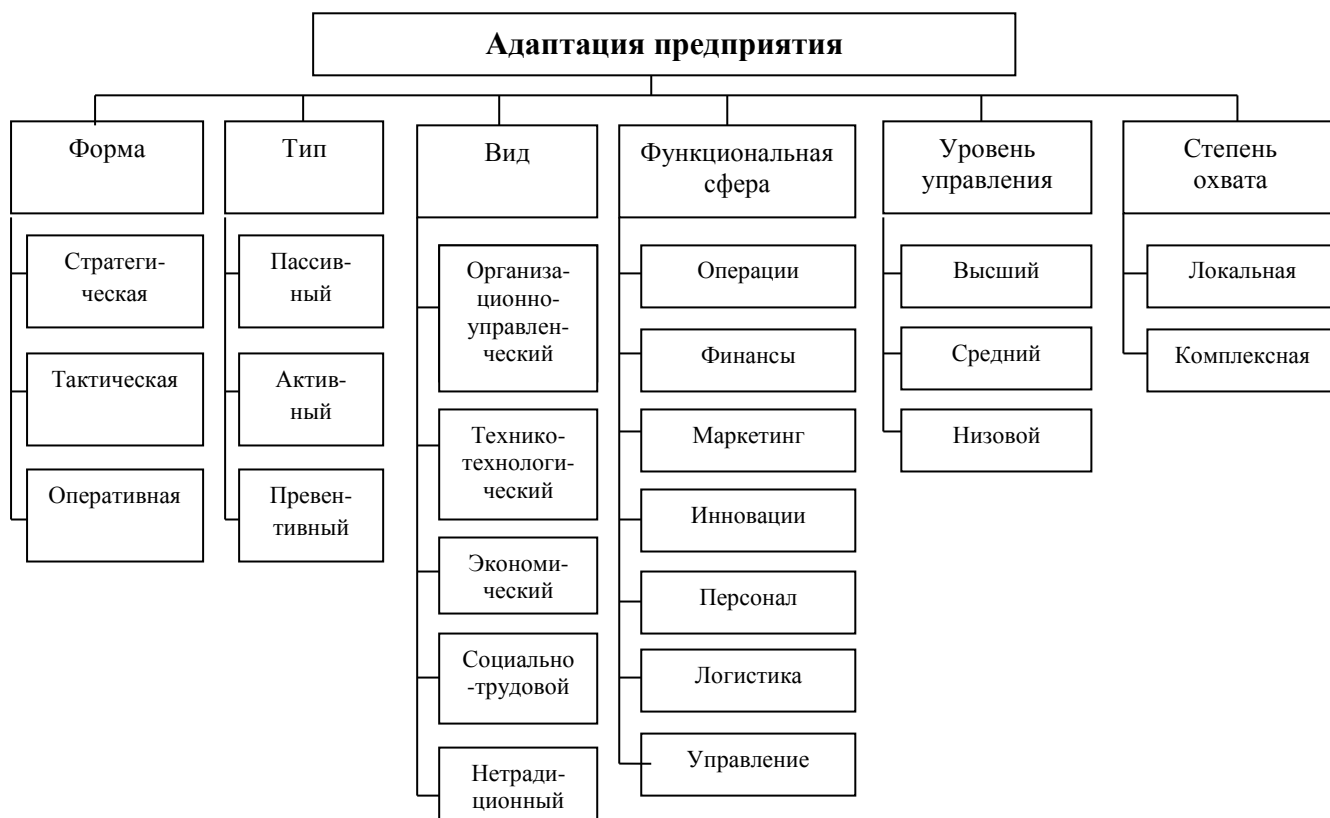 Адаптация предприятия
Форма
Стратеги-
ческая
Тактическая
Оперативная
Тип
Пассив-
ный
Актив-
ный
Превен-
тивный
Вид
Организа-
ционно-
управлен-
ческий
Технико-
технологи-
ческий
Экономи-
ческий
Социально
-трудовой
Нетради-
ционный
Функциональная
сфера
Операции
Финансы
Маркетинг
Инновации
Персонал
Логистика
Управление
Уровень
управления
Высший
Средний
Низовой
Степень
охвата
Локальная
Комплексная